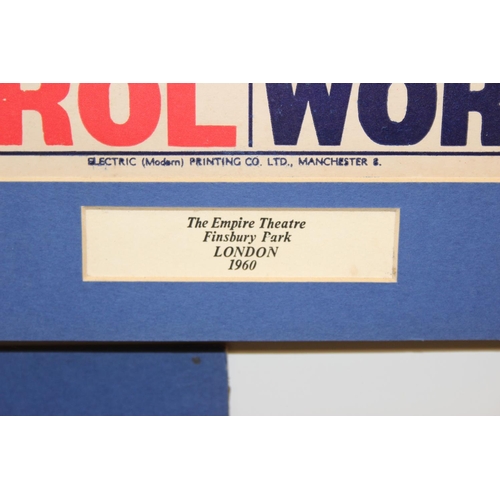 ROL WOR
ELECTRIC (Modern) PRINTING CO. LTD., MANCHESTER 8.
The Empire Theatre
Finsbury Park
LONDON
1960